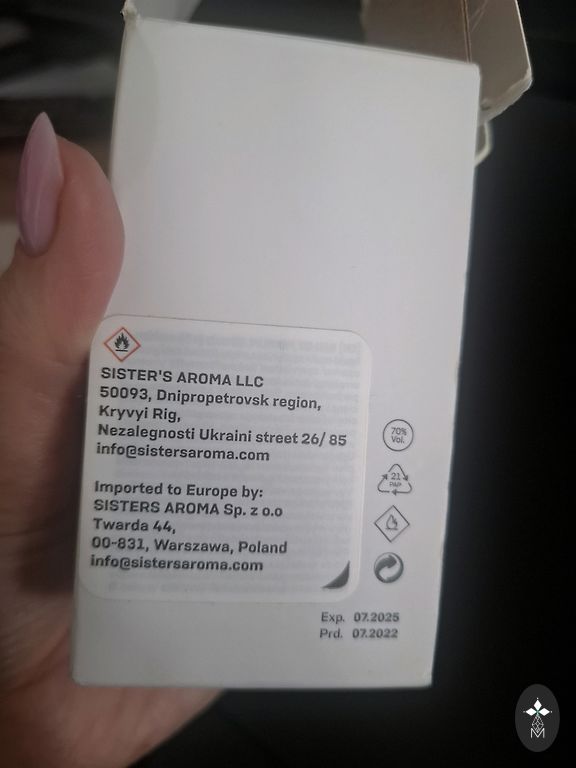 SISTER'S AROMA LLC
50093, Dnipropetrovsk region,
Kryvyi Rig,
Nezalegnosti Ukraini street 26/ 85
info@sistersaroma.com
Imported to Europe by:
SISTERS AROMA Sp. z o.o
Twarda 44,
00-831, Warszawa, Poland
info@sistersaroma.com
70%
Vol.
21
PAP
Exp. 07.2025
Prd. 07.2022
M